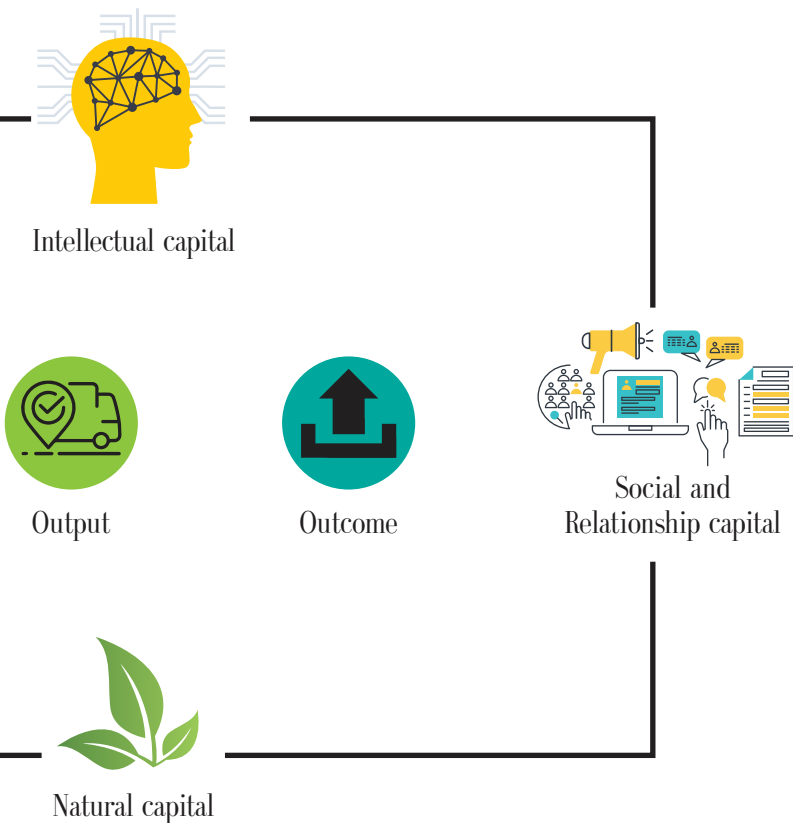 Intellectual capital
Output
Outcome
Social and
Relationship capital
Natural capital